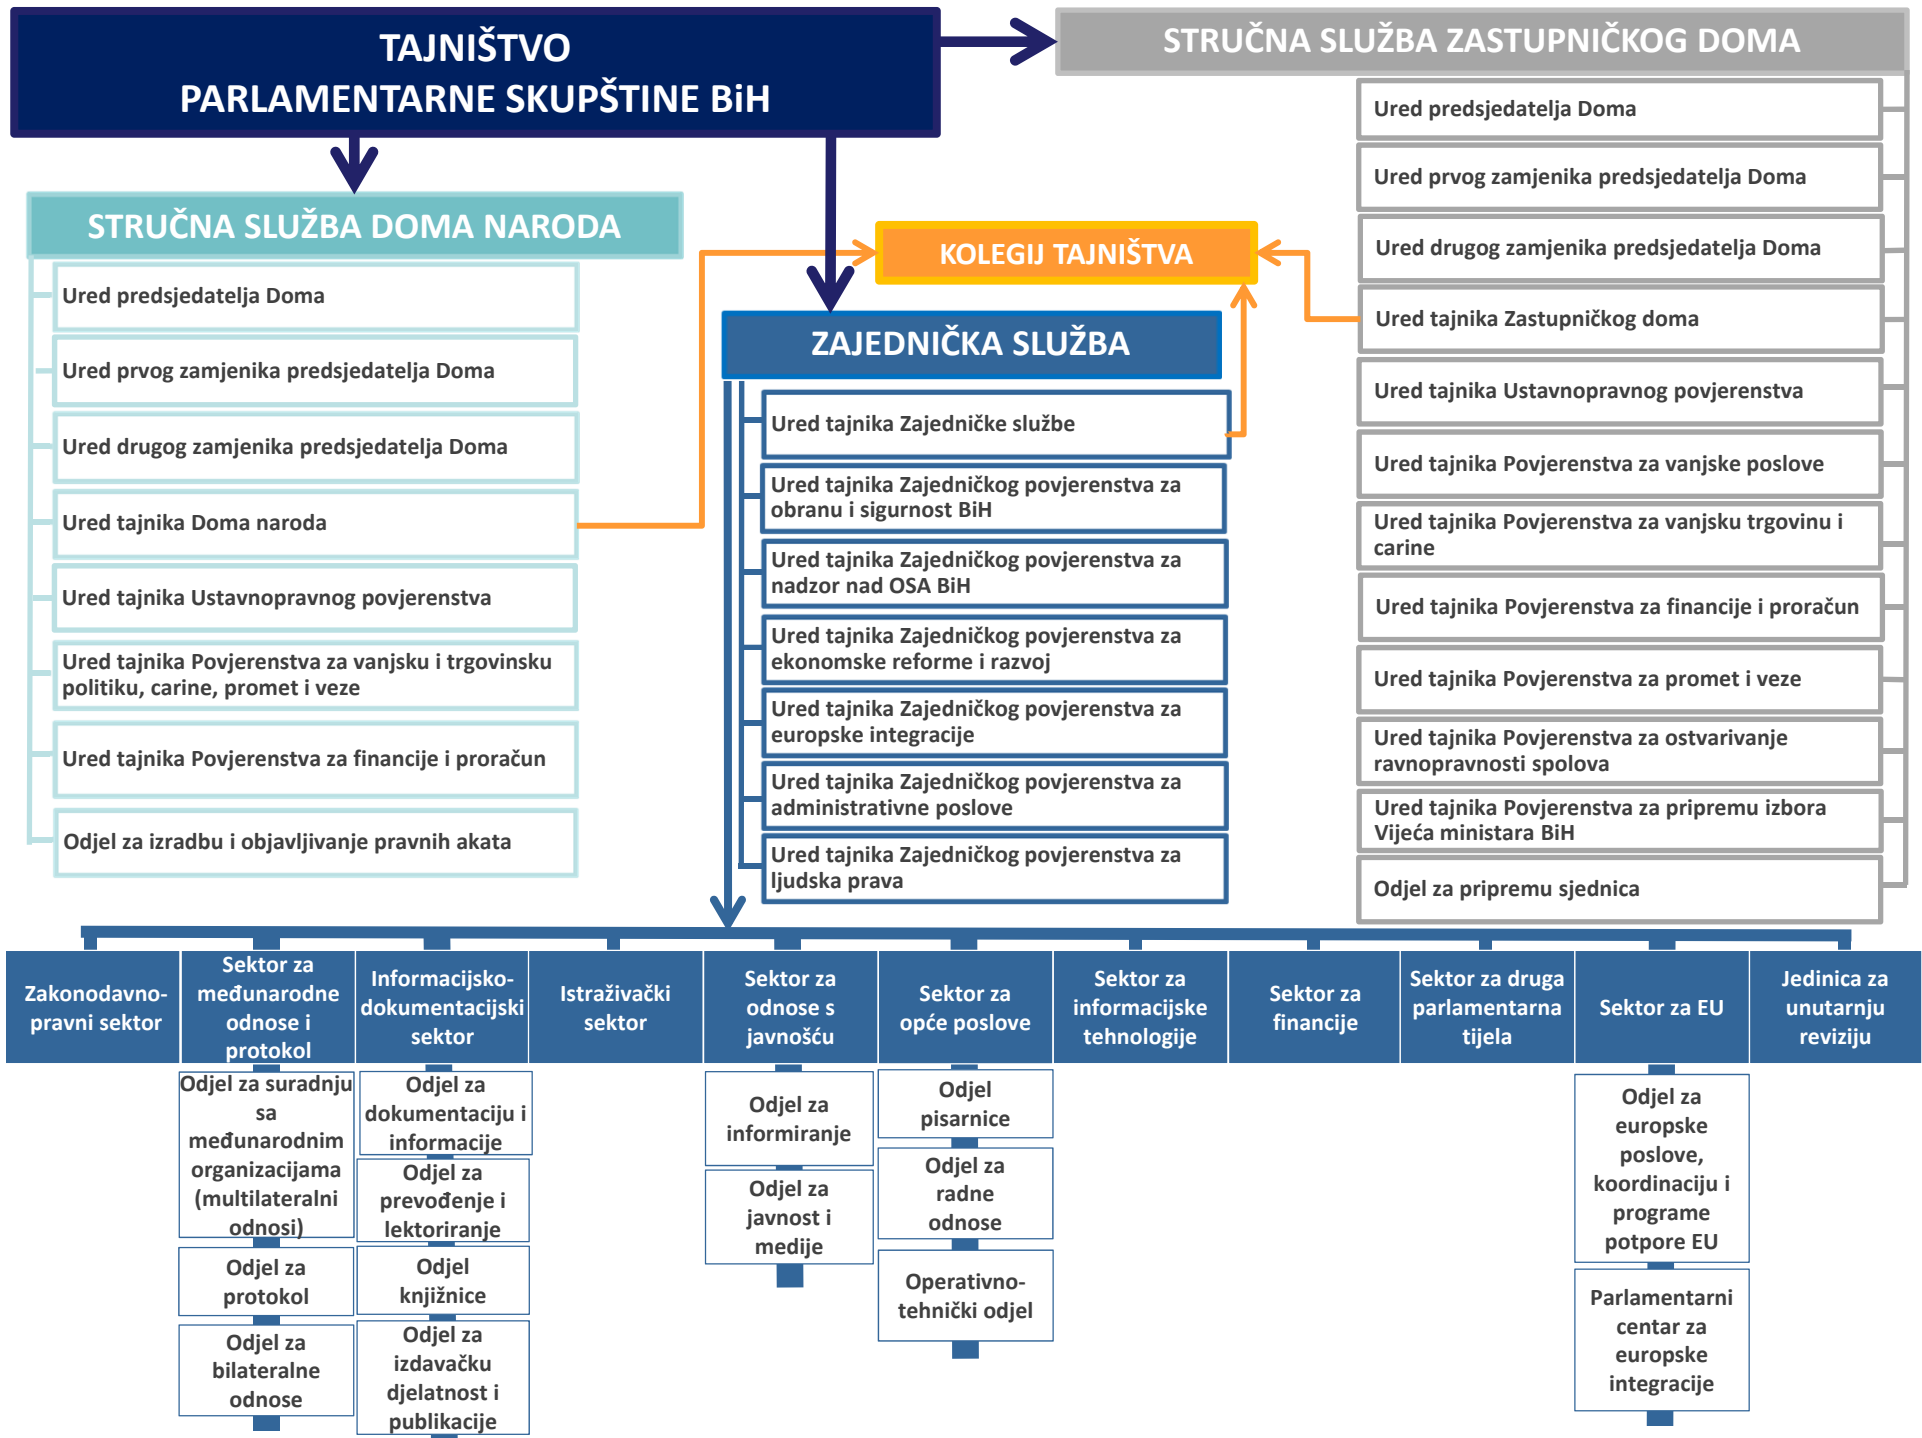 TAJNIŠTVO
PARLAMENTARNE SKUPŠTINE BiH
STRUČNA SLUŽBA ZASTUPNIČKOG DOMA
Ured predsjedatelja Doma
Ured prvog zamjenika predsjedatelja Doma
Ured drugog zamjenika predsjedatelja Doma
Ured tajnika Zastupničkog doma
Ured tajnika Ustavnopravnog povjerenstva
Ured tajnika Povjerenstva za vanjske poslove
Ured tajnika Povjerenstva za vanjsku trgovinu i
carine
Ured tajnika Povjerenstva za financije i proračun
Ured tajnika Povjerenstva za promet i veze
Ured tajnika Povjerenstva za ostvarivanje
ravnopravnosti spolova
Ured tajnika Povjerenstva za pripremu izbora
Vijeća ministara BiH
Odjel za pripremu sjednica
STRUČNA SLUŽBA DOMA NARODA
Ured predsjedatelja Doma
Ured prvog zamjenika predsjedatelja Doma
Ured drugog zamjenika predsjedatelja Doma
Ured tajnika Doma naroda
Ured tajnika Ustavnopravnog povjerenstva
Ured tajnika Povjerenstva za vanjsku i trgovinsku
politiku, carine, promet i veze
Ured tajnika Povjerenstva za financije i proračun
Odjel za izradbu i objavljivanje pravnih akata
KOLEGIJ TAJNIŠTVA
ZAJEDNIČKA SLUŽBA
Ured tajnika Zajedničke službe
Ured tajnika Zajedničkog povjerenstva za
obranu i sigurnost BiH
Ured tajnika Zajedničkog povjerenstva za
nadzor nad OSA BiH
Ured tajnika Zajedničkog povjerenstva za
ekonomske reforme i razvoj
Ured tajnika Zajedničkog povjerenstva za
europske integracije
Ured tajnika Zajedničkog povjerenstva za
administrativne poslove
Ured tajnika Zajedničkog povjerenstva za
ljudska prava
Zakonodavno-
pravni sektor
Sektor za
međunarodne
odnose i
protokol
Odjel za suradnju
sa
međunarodnim
organizacijama
(multilateralni
odnosi)
Odjel za
protokol
Odjel za
bilateralne
odnose
Informacijsko-
dokumentacijski
sektor
Odjel za
dokumentaciju i
informacije
Odjel za
prevođenje i
lektoriranje
Odjel
knjižnice
Odjel za
izdavačku
djelatnost i
publikacije
Istraživački
sektor
Sektor za
odnose s
javnošću
Odjel za
informiranje
Odjel za
javnost i
medije
Sektor za
opće poslove
Odjel
pisarnice
Odjel za
radne
odnose
Operativno-
tehnički odjel
Sektor za
informacijske
tehnologije
Sektor za
financije
Sektor za druga
parlamentarna
tijela
Sektor za EU
Odjel za
europske
poslove,
koordinaciju i
programe
potpore EU
Parlamentarni
centar za
europske
integracije
Jedinica za
unutarnju
reviziju